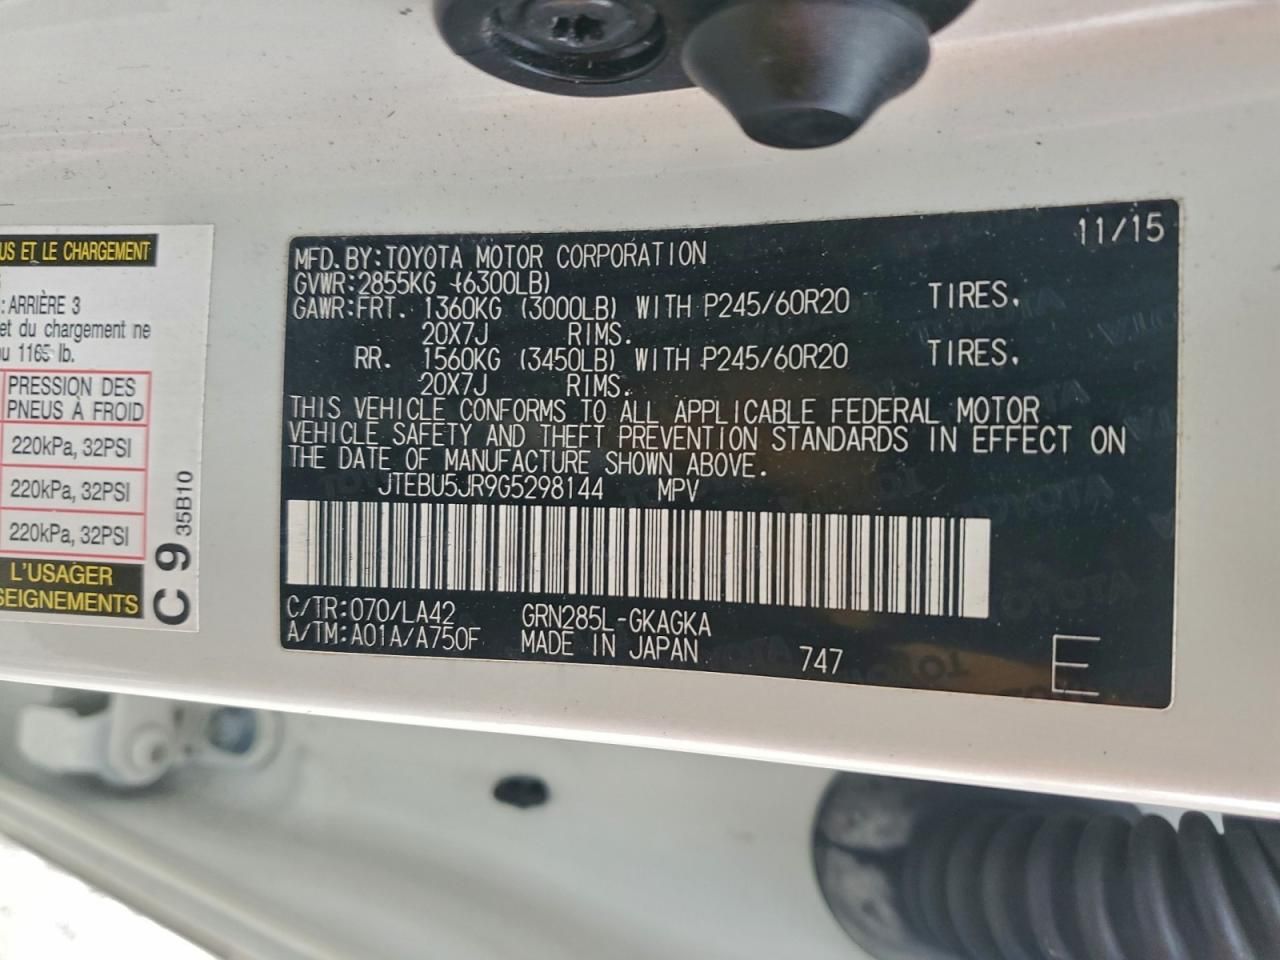 US ET LE CHARGEMENT
: ARRIÈRE 3
et du chargement ne
1165 lb.
PRESSION DES
PNEUS À FROID
220kPa, 32PSI
220kPa, 32PSI
220kPa, 32PSI
L'USAGER
SEIGNEMENTS
C 9 35B10
11/15
MFD. BY: TOYOTA MOTOR CORPORATION
GVWR: 2855KG (6300LB)
GAWR: FRT. 1360KG (3000LB) WITH P245/60R20 TIRES,
20X7J RIMS.
RR. 1560KG (3450LB) WITH P245/60R20 TIRES,
20X7J RIMS.
THIS VEHICLE CONFORMS TO ALL APPLICABLE FEDERAL MOTOR
VEHICLE SAFETY AND THEFT PREVENTION STANDARDS IN EFFECT ON
THE DATE OF MANUFACTURE SHOWN ABOVE.
JTEBU5JR9G5298144 MPV
C/TR: 070/LA42 GRN285L-GKAGKA
A/TM: A01A/A750F MADE IN JAPAN 747 E